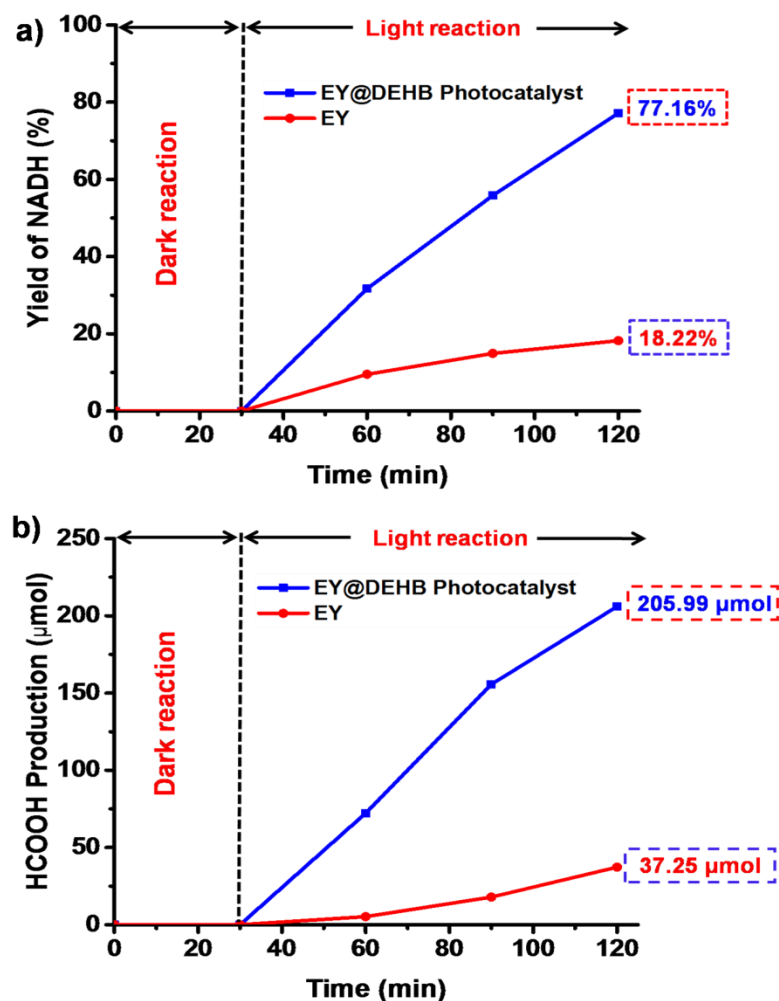 a)
Light reaction
EY@DEHB Photocatalyst
EY
77.16%
18.22%
Dark reaction
Yield of NADH (%)
100
80
60
40
20
0
0 20 40 60 80 100 120
Time (min)
b)
Light reaction
EY@DEHB Photocatalyst
EY
205.99 µmol
37.25 µmol
Dark reaction
HCOOH Production (µmol)
250
200
150
100
50
0
0 20 40 60 80 100 120
Time (min)